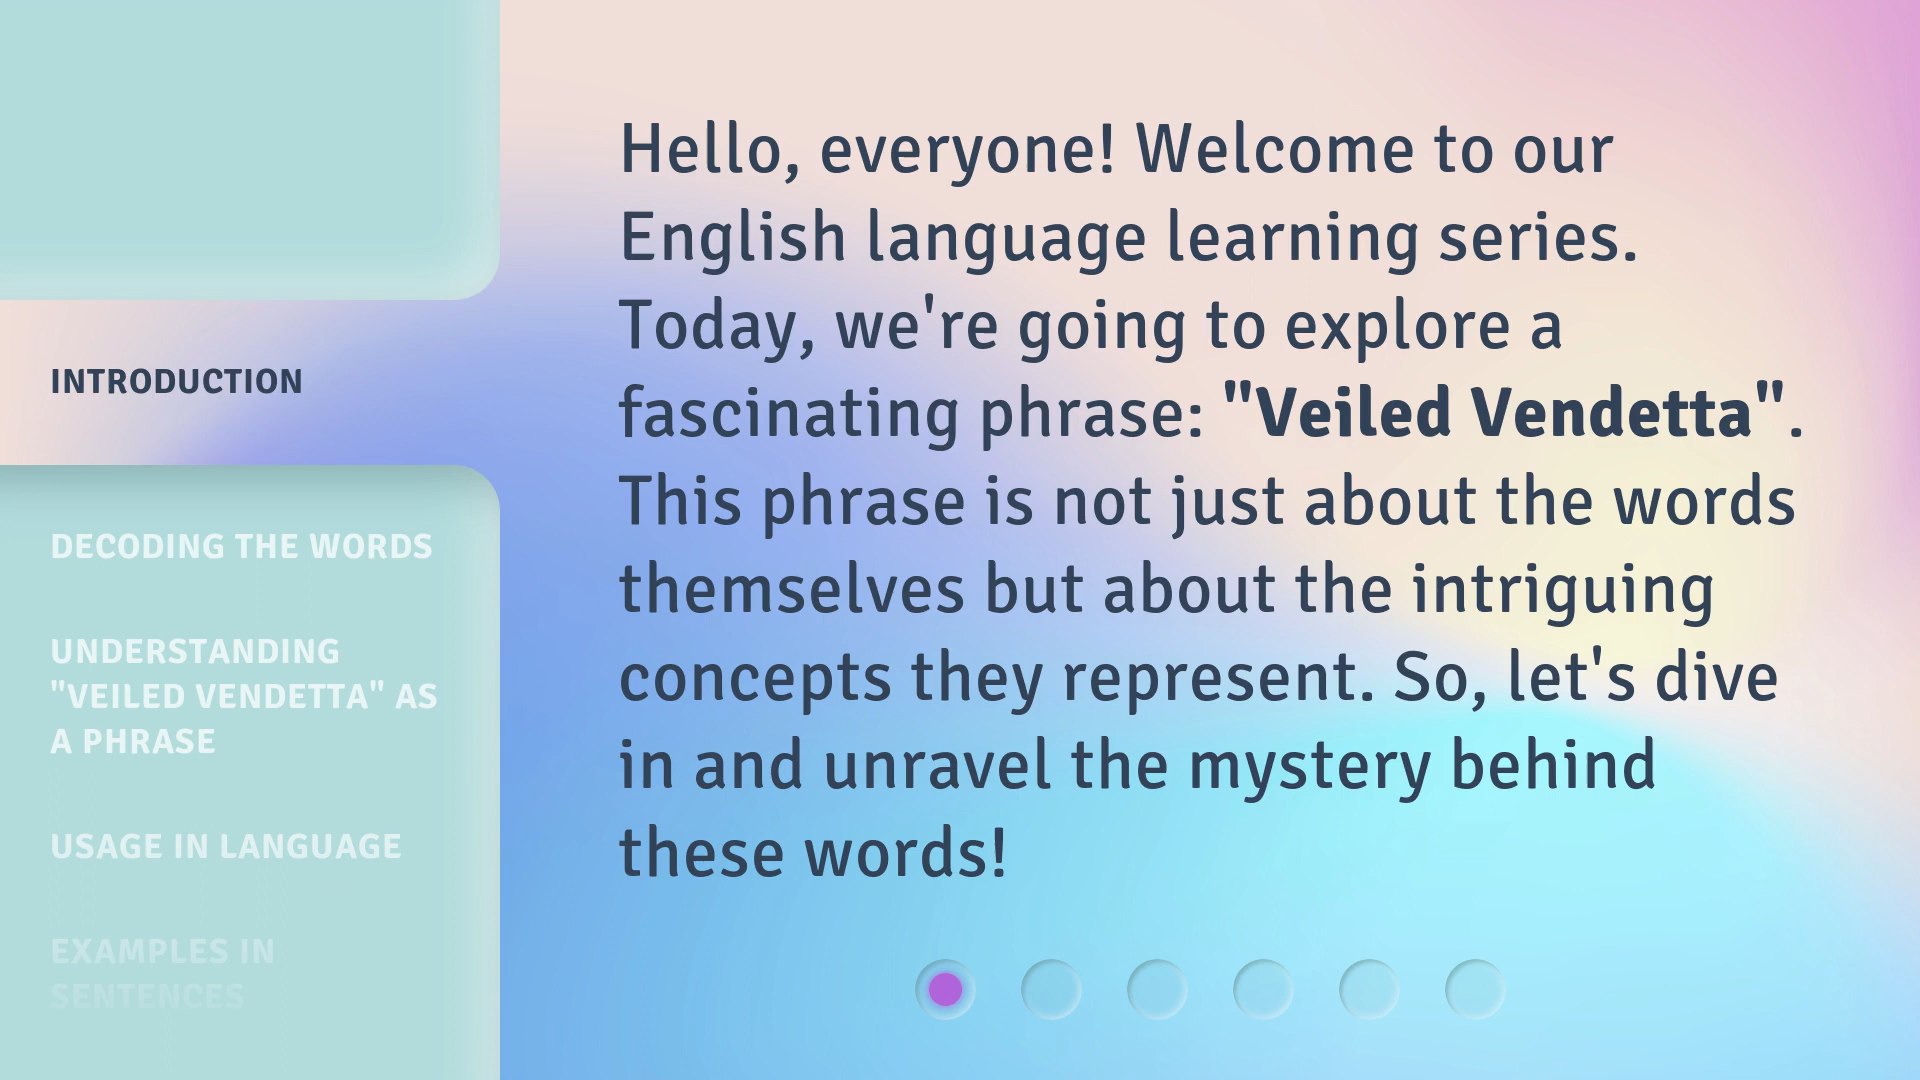 INTRODUCTION
DECODING THE WORDS
UNDERSTANDING
"VEILED VENDETTA" AS
A PHRASE
USAGE IN LANGUAGE
EXAMPLES IN
SENTENCES
Hello, everyone! Welcome to our
English language learning series.
Today, we're going to explore a
fascinating phrase: "Veiled Vendetta".
This phrase is not just about the words
themselves but about the intriguing
concepts they represent. So, let's dive
in and unravel the mystery behind
these words!